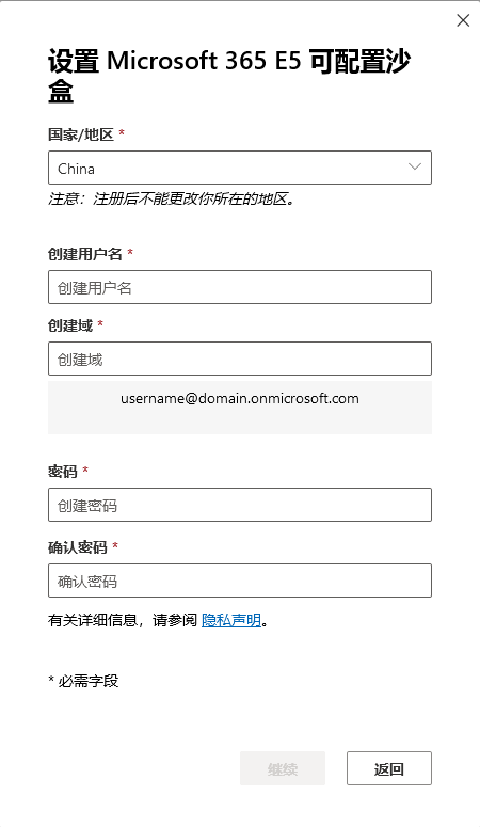 设置 Microsoft 365 E5 可配置沙
盒
国家/地区 *
China
注意：注册后不能更改你所在的地区。
创建用户名 *
创建用户名
创建域 *
创建域
username@domain.onmicrosoft.com
密码 *
创建密码
确认密码 *
确认密码
有关详细信息，请参阅 隐私声明。
* 必需字段
继续
返回